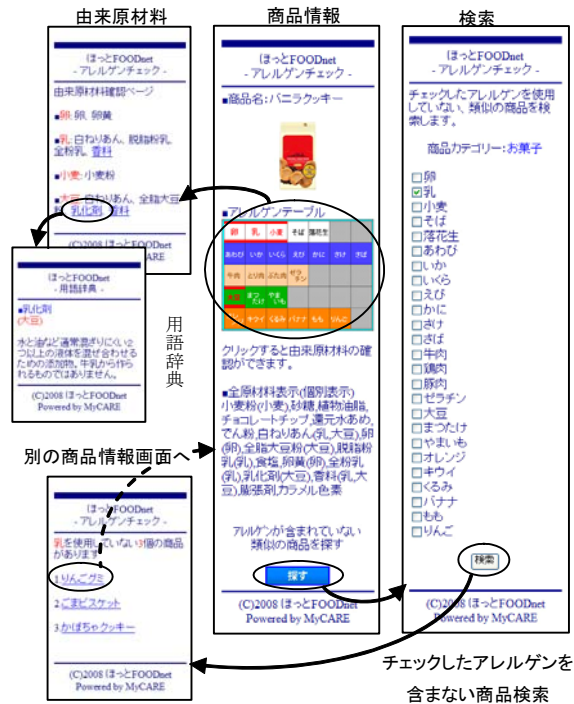 由来原材料
ほっとFOODnet
- アレルゲンチェック -
由来原材料確認ページ
■卵:卵、卵黄
■乳:白ねりあん、脱脂粉乳、
全粉乳、香料
■小麦:小麦粉
■大豆:白ねりあん、全脂大豆
粉、乳化剤、香料
(C)2008 ほっとFOODnet
ほっとFOODnet
- 用語辞典 -
■乳化剤
(大豆)
水と油など通常混ざりにくい2
つ以上の液体を混ぜ合わせる
ための添加物。牛乳から作ら
れるものではありません。
(C)2008 ほっとFOODnet
Powered by MyCARE
用語辞典
別の商品情報画面へ
ほっとFOODnet
- アレルゲンチェック -
乳を使用していない3個の商品
があります
1.りんごグミ
2.ごまビスケット
3.かぼちゃクッキー
(C)2008 ほっとFOODnet
Powered by MyCARE
商品情報
ほっとFOODnet
- アレルゲンチェック -
■商品名:バニラクッキー
■アレルゲンテーブル
卵 乳 小麦 そば 落花生
あわび いか いくら えび かに さけ さば
牛肉 とり肉 ぶた肉 ゼラチン
大豆 まつたけ やまいも
キウイ くるみ バナナ もも りんご
クリックすると由来原材料の確
認ができます。
■全原材料表示(個別表示)
小麦粉(小麦),砂糖,植物油脂,
チョコレートチップ,還元水あめ,
でん粉,白ねりあん(乳,大豆),卵
(卵),全脂大豆粉(大豆),脱脂粉
乳(乳),食塩,卵黄(卵),全粉乳
(乳),乳化剤(大豆),香料(乳,大
豆),膨張剤,カラメル色素
アレルゲンが含まれていない
類似の商品を探す
探す
(C)2008 ほっとFOODnet
Powered by MyCARE
検索
ほっとFOODnet
- アレルゲンチェック -
チェックしたアレルゲンを使用
していない、類似の商品を検
索します。
商品カテゴリー:お菓子
卵
乳
小麦
そば
落花生
あわび
いか
いくら
えび
かに
さけ
さば
牛肉
鶏肉
豚肉
ゼラチン
大豆
まつたけ
やまいも
オレンジ
キウイ
くるみ
バナナ
もも
りんご
検索
(C)2008 ほっとFOODnet
Powered by MyCARE
チェックしたアレルゲンを
含まない商品検索